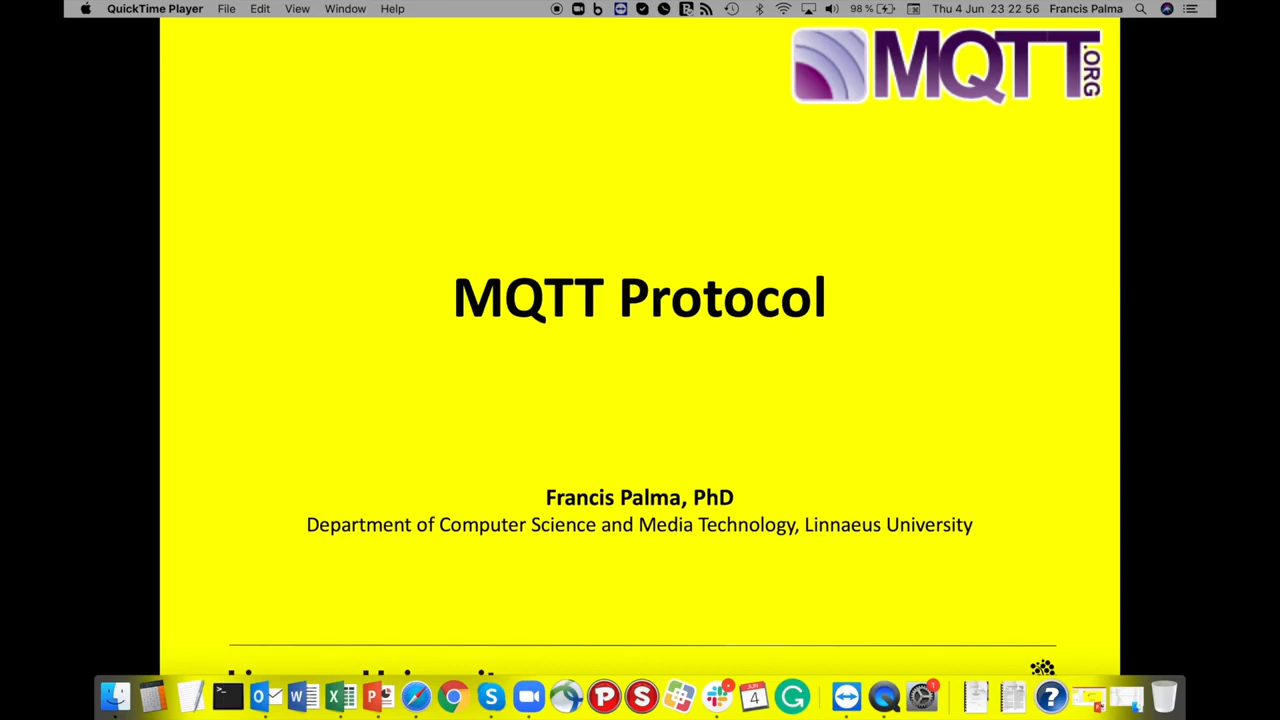 QuickTime Player File Edit View Window Help 98 % Thu 4 Jun 23 22 56 Francis Palma
MQTT.ORG
MQTT Protocol
Francis Palma, PhD
Department of Computer Science and Media Technology, Linnaeus University